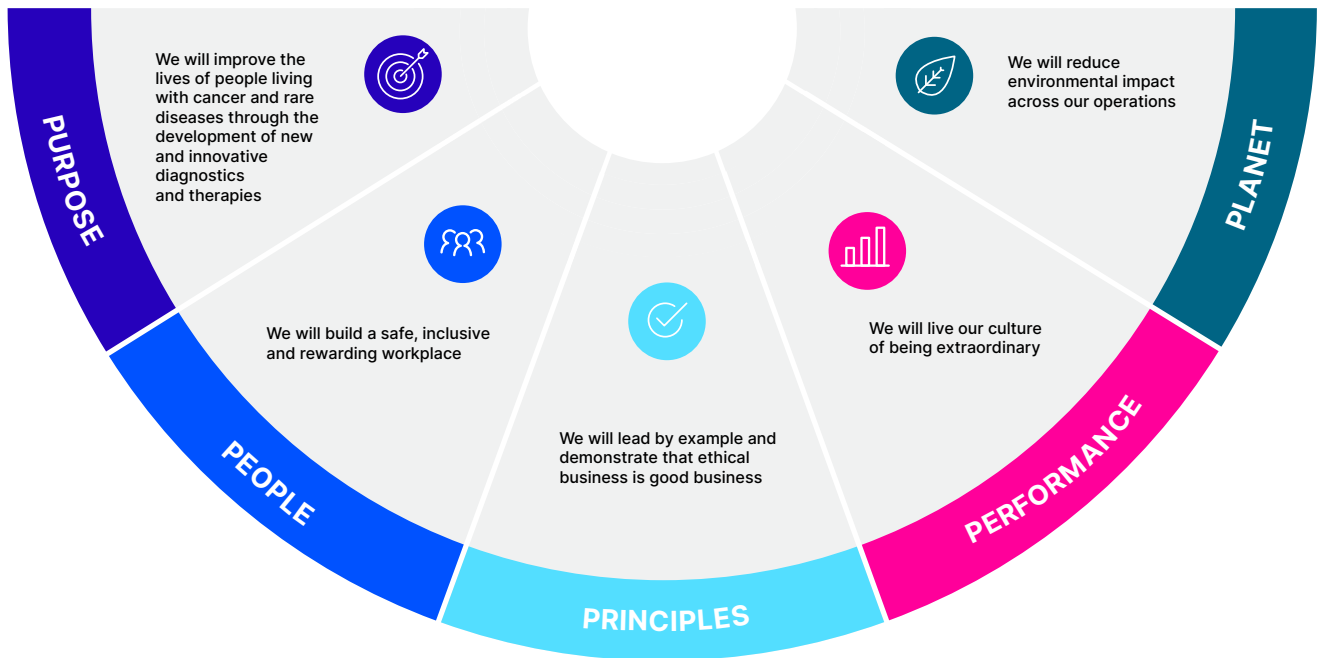 PURPOSE
We will improve the
lives of people living
with cancer and rare
diseases through the
development of new
and innovative
diagnostics
and therapies
PEOPLE
We will build a safe, inclusive
and rewarding workplace
PRINCIPLES
We will lead by example and
demonstrate that ethical
business is good business
PERFORMANCE
We will live our culture
of being extraordinary
PLANET
We will reduce
environmental impact
across our operations